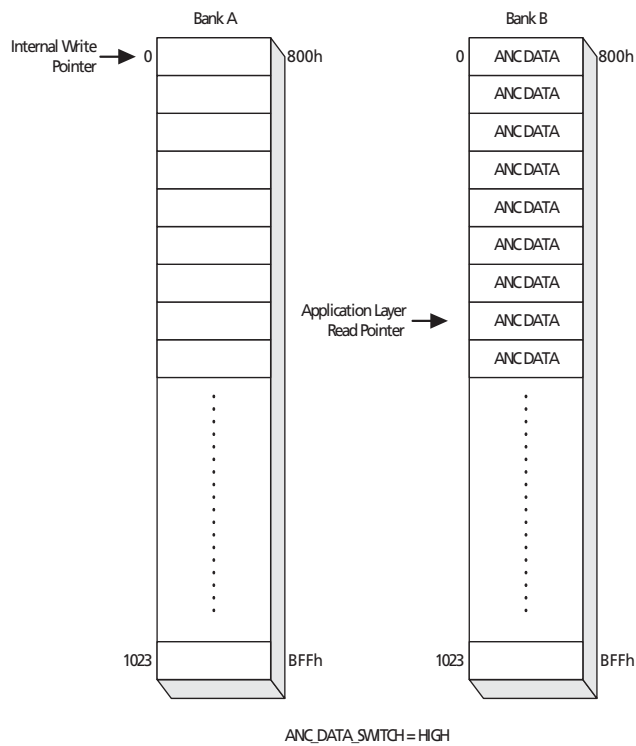 Bank A
Bank B
Internal Write
Pointer
0
800h
0
ANC DATA
800h
ANC DATA
ANC DATA
ANC DATA
ANC DATA
ANC DATA
ANC DATA
Application Layer
Read Pointer
ANC DATA
ANC DATA
1023
BFFh
1023
BFFh
ANC_DATA_SWITCH = HIGH